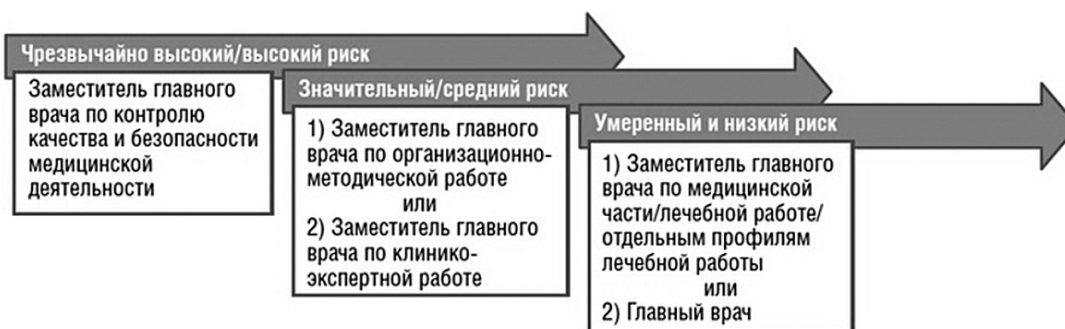 Чрезвычайно высокий/высокий риск
Заместитель главного
врача по контролю
качества и безопасности
медицинской
деятельности
Значительный/средний риск
1) Заместитель главного
врача по организационно-
методической работе
или
2) Заместитель главного
врача по клинико-
экспертной работе
Умеренный и низкий риск
1) Заместитель главного
врача по медицинской
части/лечебной работе/
отдельным профилям
лечебной работы
или
2) Главный врач